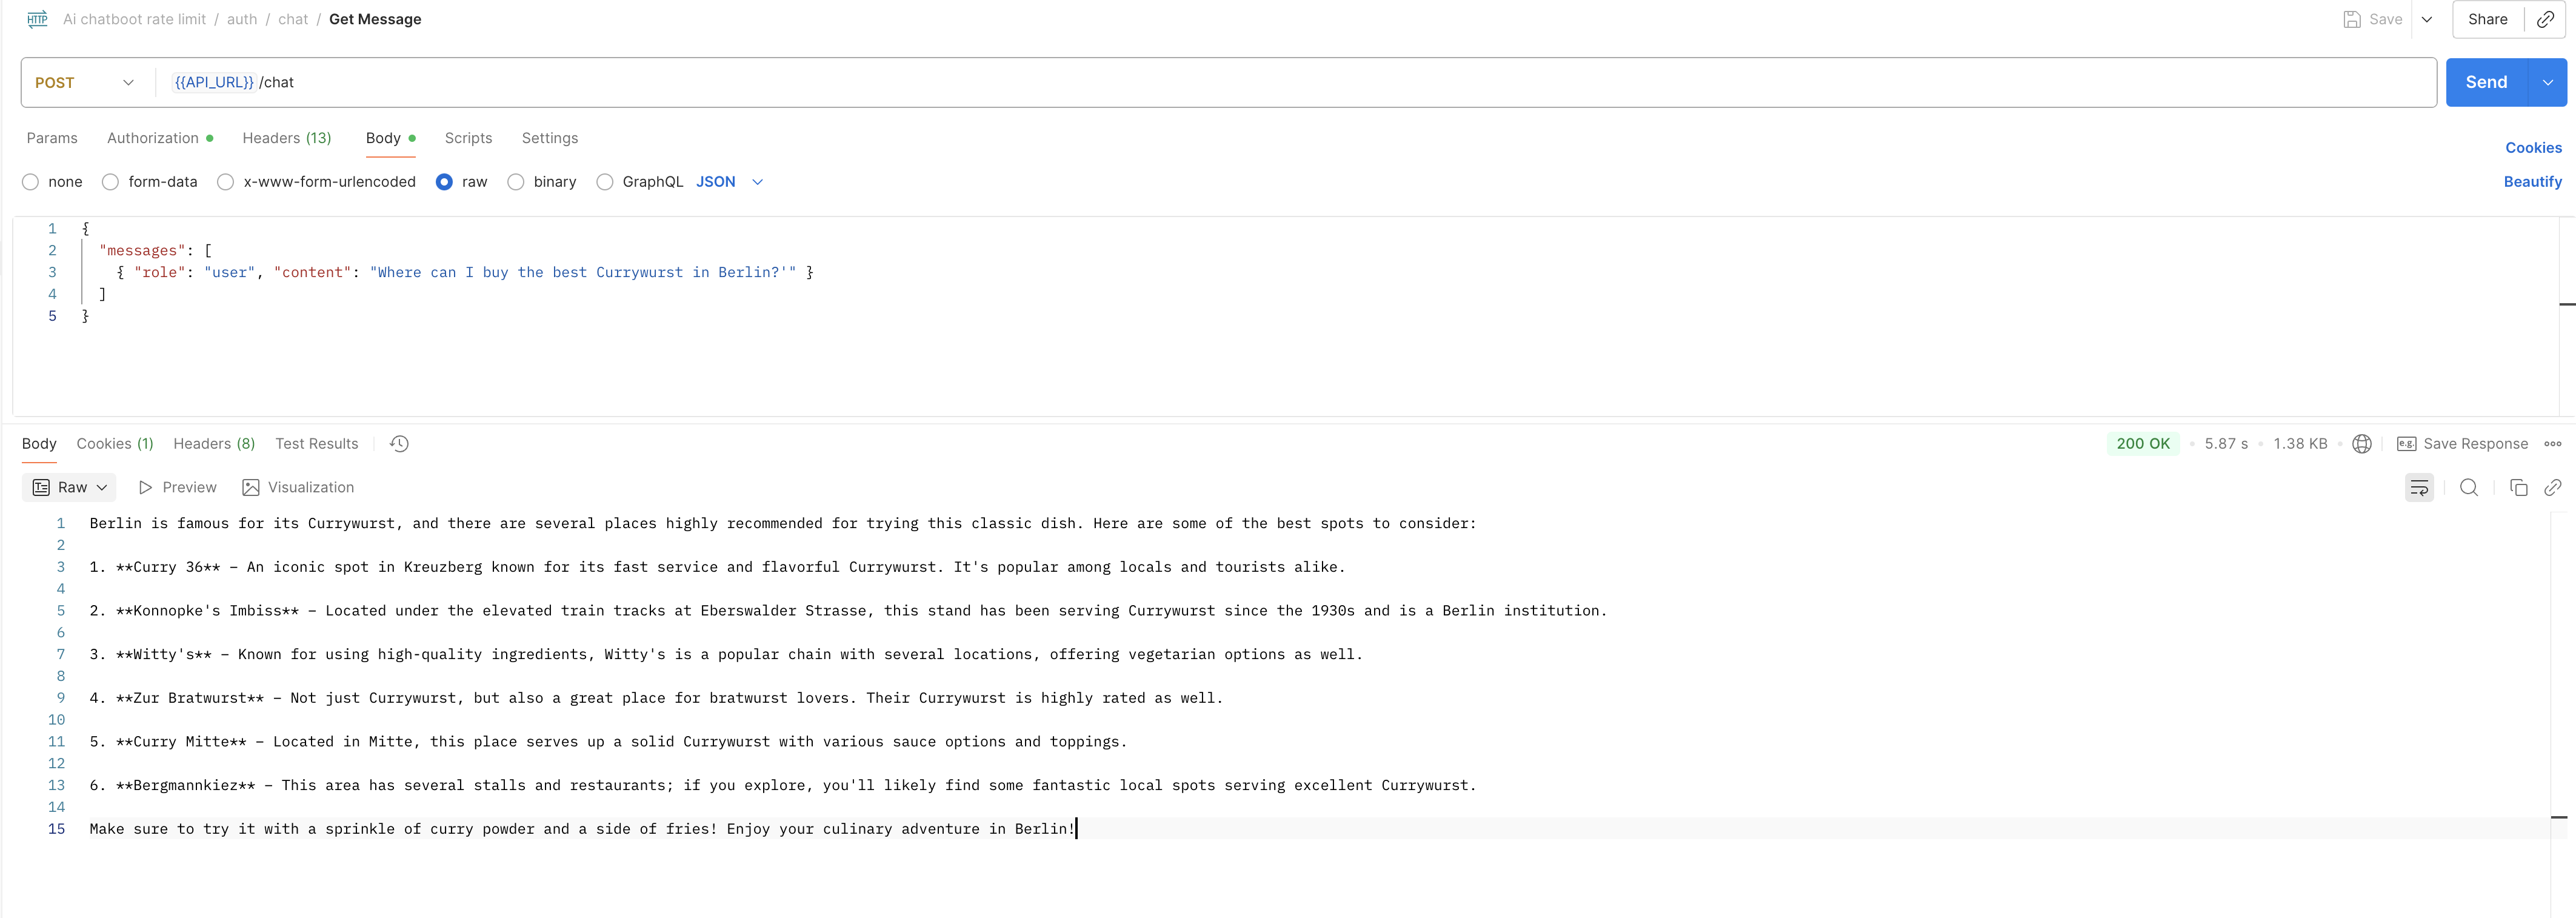 HTTP Ai chatboot rate limit / auth / chat / Get Message Save Share
POST {{API_URL}}/chat Send
Params Authorization Headers (13) Body Scripts Settings Cookies
none form-data x-www-form-urlencoded raw binary GraphQL JSON Beautify
1 {
2 "messages": [
3 { "role": "user", "content": "Where can I buy the best Currywurst in Berlin?'" }
4 ]
5 }
Body Cookies (1) Headers (8) Test Results 200 OK • 5.87 s • 1.38 KB • e.g. Save Response
Raw Preview Visualization
1 Berlin is famous for its Currywurst, and there are several places highly recommended for trying this classic dish. Here are some of the best spots to consider:
2
3 1. **Curry 36** – An iconic spot in Kreuzberg known for its fast service and flavorful Currywurst. It's popular among locals and tourists alike.
4
5 2. **Konnopke's Imbiss** – Located under the elevated train tracks at Eberswalder Strasse, this stand has been serving Currywurst since the 1930s and is a Berlin institution.
6
7 3. **Witty's** – Known for using high-quality ingredients, Witty's is a popular chain with several locations, offering vegetarian options as well.
8
9 4. **Zur Bratwurst** – Not just Currywurst, but also a great place for bratwurst lovers. Their Currywurst is highly rated as well.
10
11 5. **Curry Mitte** – Located in Mitte, this place serves up a solid Currywurst with various sauce options and toppings.
12
13 6. **Bergmannkiez** – This area has several stalls and restaurants; if you explore, you'll likely find some fantastic local spots serving excellent Currywurst.
14
15 Make sure to try it with a sprinkle of curry powder and a side of fries! Enjoy your culinary adventure in Berlin!